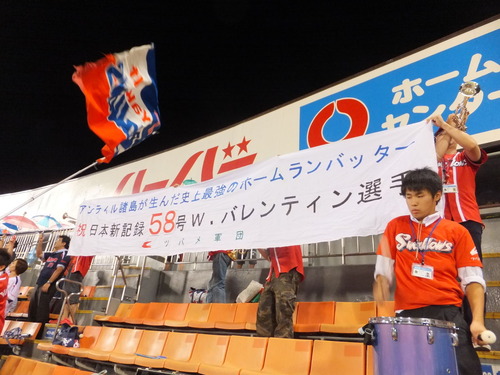 ホーム
センター
アンティル諸島が生んだ史上最強のホームランバッター
祝 日本新記録 58号 W．バレンティン選手
ツバメ軍団
Swallows